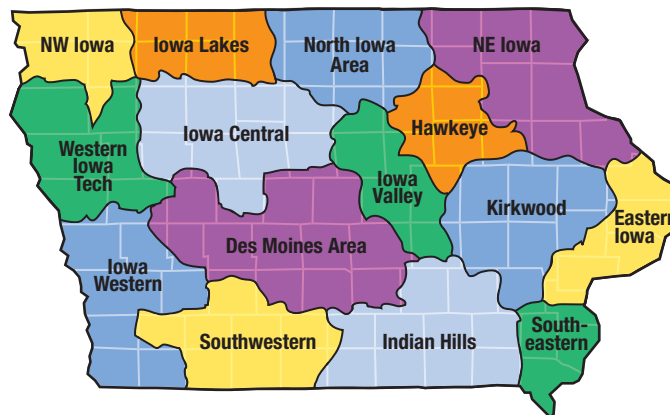 NW Iowa
Iowa Lakes
North Iowa
Area
NE Iowa
Western
Iowa
Tech
Iowa Central
Iowa
Valley
Hawkeye
Kirkwood
Eastern
Iowa
Iowa
Western
Des Moines Area
Southwestern
Indian Hills
South-
eastern